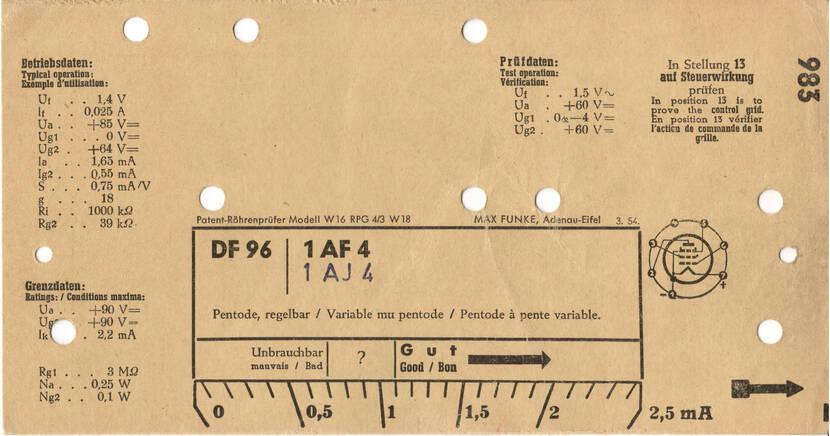 Betriebsdaten:
Typical operation:
Exemple d'utilisation:
Uf . . 1,4 V
If . . 0,025 A
Ua . . +85 V=
Ug1 . . . 0 V=
Ug2 . +64 V=
Ia . . . 1,65 mA
Ig2 . . 0,55 mA
S . . . 0,75 mA/V
g . . . 18
Ri . . 1000 kΩ
Rg2 . . 39 kΩ
Grenzdaten:
Ratings: / Conditions maxima:
Ua . . +90 V=
+90 V=
2,2 mA
Rg1 . . . 3 MΩ
Na . . . 0,25 W
Ng2 . . 0,1 W
Prüfdaten:
Test operation:
Vérification:
Uf . . 1,5 V~
Ua . +60 V=
Ug1 . 0 -4 V=
Ug2 . +60 V=
In Stellung 13
auf Steuerwirkung
prüfen
In position 13 is to
prove the control grid.
En position 13 vérifier
l'action de commande de la
grille.
983
Patent-Röhrenprüfer Modell W16 RPG 4/3 W18 MAX FUNKE, Adenau-Eifel 3. 54.
DF 96 1 AF 4
1 AJ 4
Pentode, regelbar / Variable mu pentode / Pentode à pente variable.
Unbrauchbar ? Gut
mauvais / Bad Good / Bon
0 0,5 1 1,5 2 2,5 mA